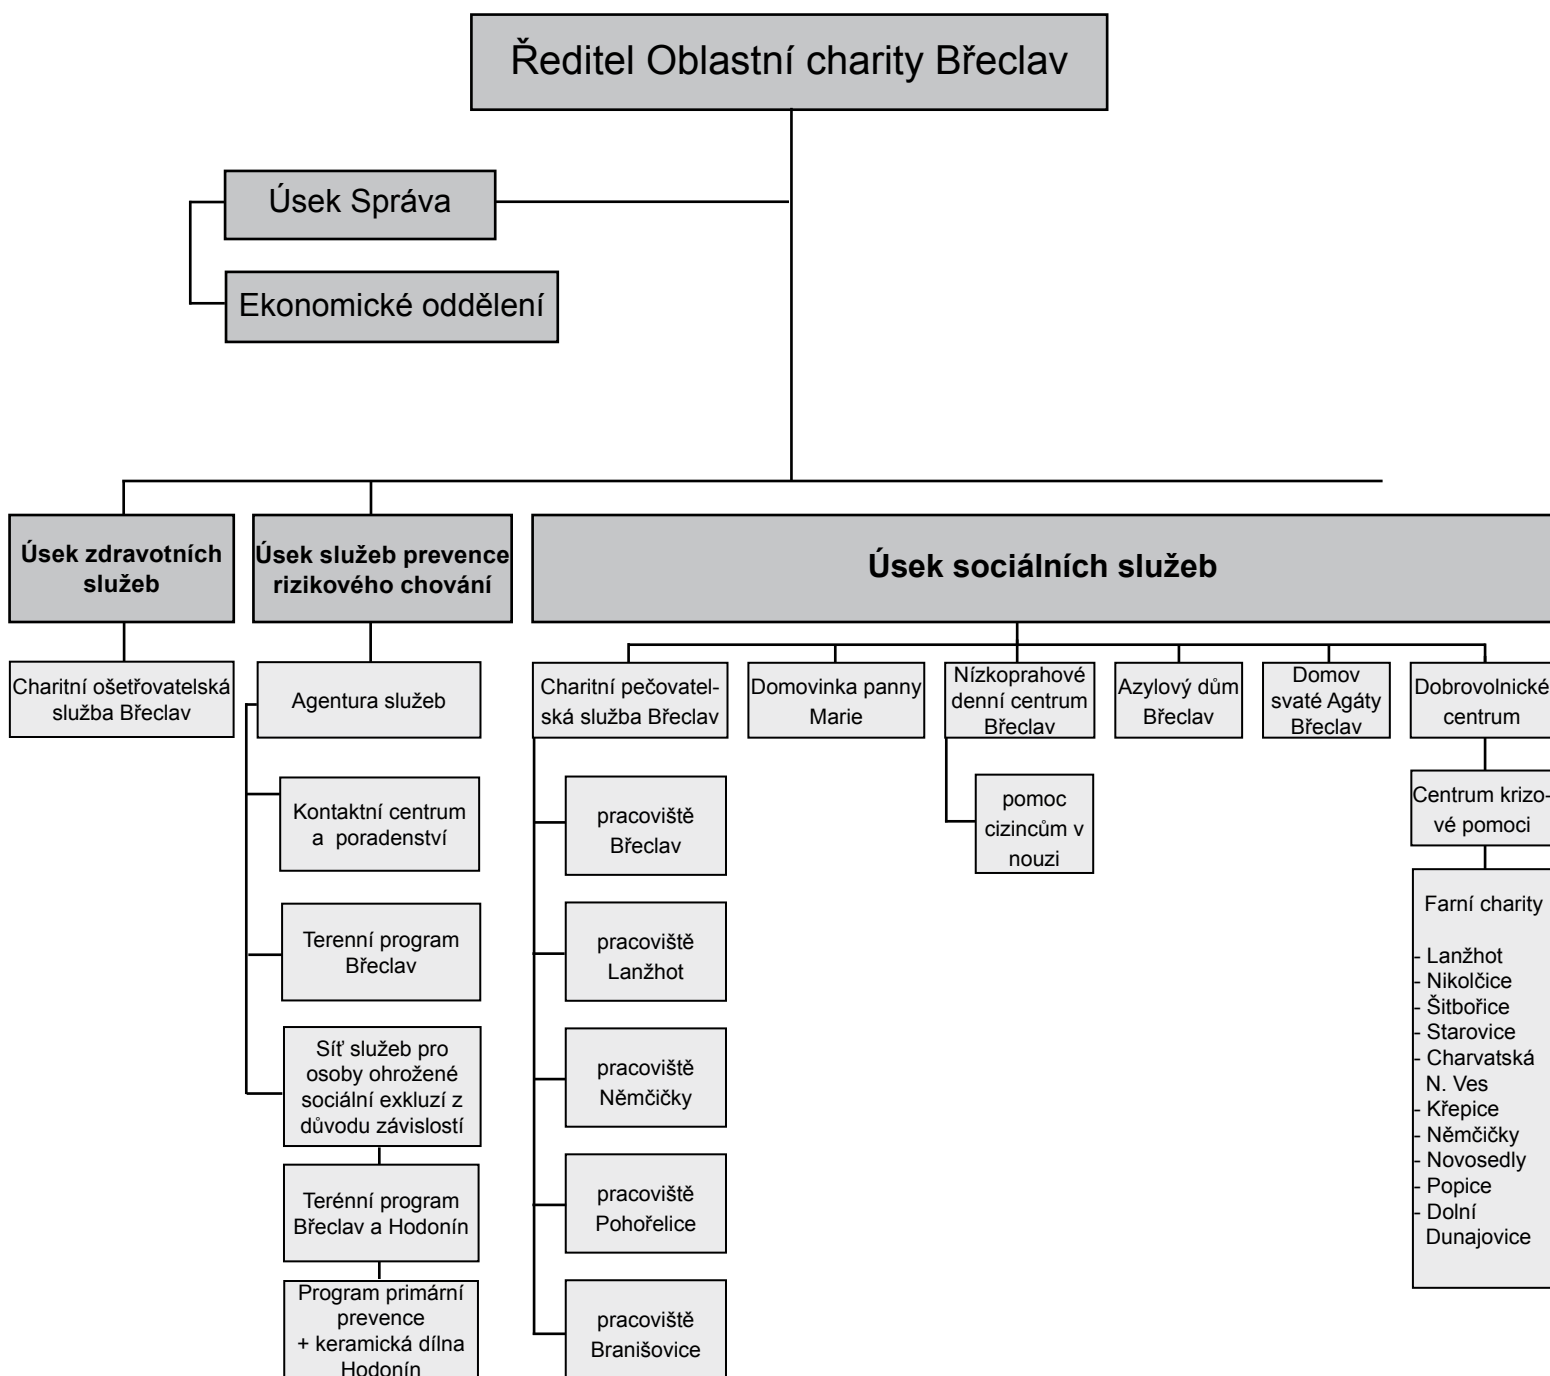 Ředitel Oblastní charity Břeclav
Úsek Správa
Ekonomické oddělení
Úsek zdravotních
služeb
Úsek služeb prevence
rizikového chování
Úsek sociálních služeb
Charitní ošetřovatelská
služba Břeclav
Agentura služeb
Kontaktní centrum
a poradenství
Terenní program
Břeclav
Síť služeb pro
osoby ohrožené
sociální exkluzí z
důvodu závislostí
Terénní program
Břeclav a Hodonín
Program primární
prevence
+ keramická dílna
Hodonín
Charitní pečovatel-
ská služba Břeclav
pracoviště
Břeclav
pracoviště
Lanžhot
pracoviště
Němčičky
pracoviště
Pohořelice
pracoviště
Branišovice
Domovinka panny
Marie
Nízkoprahové
denní centrum
Břeclav
pomoc
cizincům v
nouzi
Azylový dům
Břeclav
Domov
svaté Agáty
Břeclav
Dobrovolnické
centrum
Centrum krizo-
vé pomoci
Farní charity
- Lanžhot
- Nikolčice
- Šitbořice
- Starovice
- Charvatská
N. Ves
- Křepice
- Němčičky
- Novosedly
- Popice
- Dolní
Dunajovice